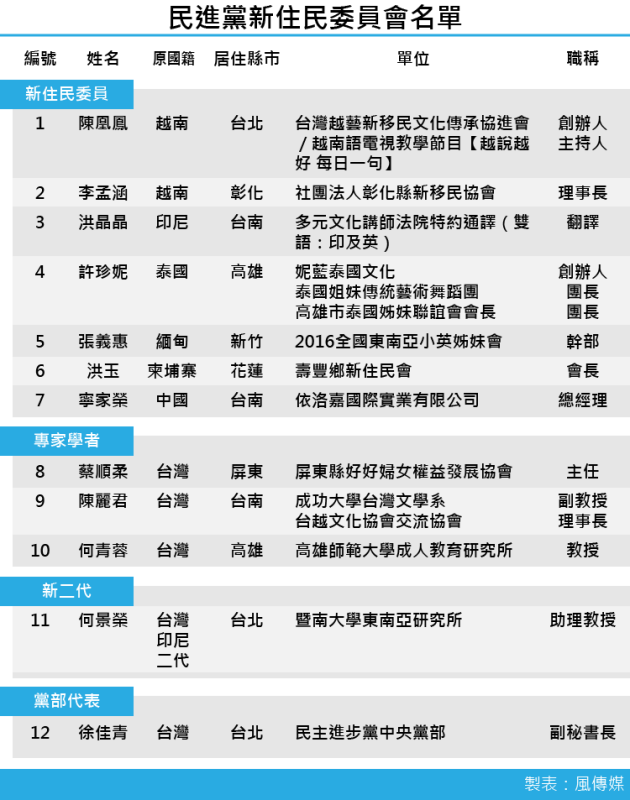 民進黨新住民委員會名單
編號 姓名 原國籍 居住縣市 單位 職稱
新住民委員
1 陳凰鳳 越南 台北 台灣越藝新移民文化傳承協進會 創辦人
/越南語電視教學節目【越說越 主持人
好 每日一句】
2 李孟涵 越南 彰化 社團法人彰化縣新移民協會 理事長
3 洪晶晶 印尼 台南 多元文化講師法院特約通譯(雙 翻譯
語:印及英)
4 許珍妮 泰國 高雄 妮藍泰國文化 創辦人
泰國姐妹傳統藝術舞蹈團 團長
高雄市泰國姊妹聯誼會會長 團長
5 張義惠 緬甸 新竹 2016全國東南亞小英姊妹會 幹部
6 洪玉 柬埔寨 花蓮 壽豐鄉新住民會 會長
7 寧家榮 中國 台南 依洛嘉國際實業有限公司 總經理
專家學者
8 蔡順柔 台灣 屏東 屏東縣好好婦女權益發展協會 主任
9 陳麗君 台灣 台南 成功大學台灣文學系 副教授
台越文化協會交流協會 理事長
10 何青蓉 台灣 高雄 高雄師範大學成人教育研究所 教授
新二代
11 何景榮 台灣 台北 暨南大學東南亞研究所 助理教授
印尼
二代
黨部代表
12 徐佳青 台灣 台北 民主進步黨中央黨部 副秘書長
製表:風傳媒